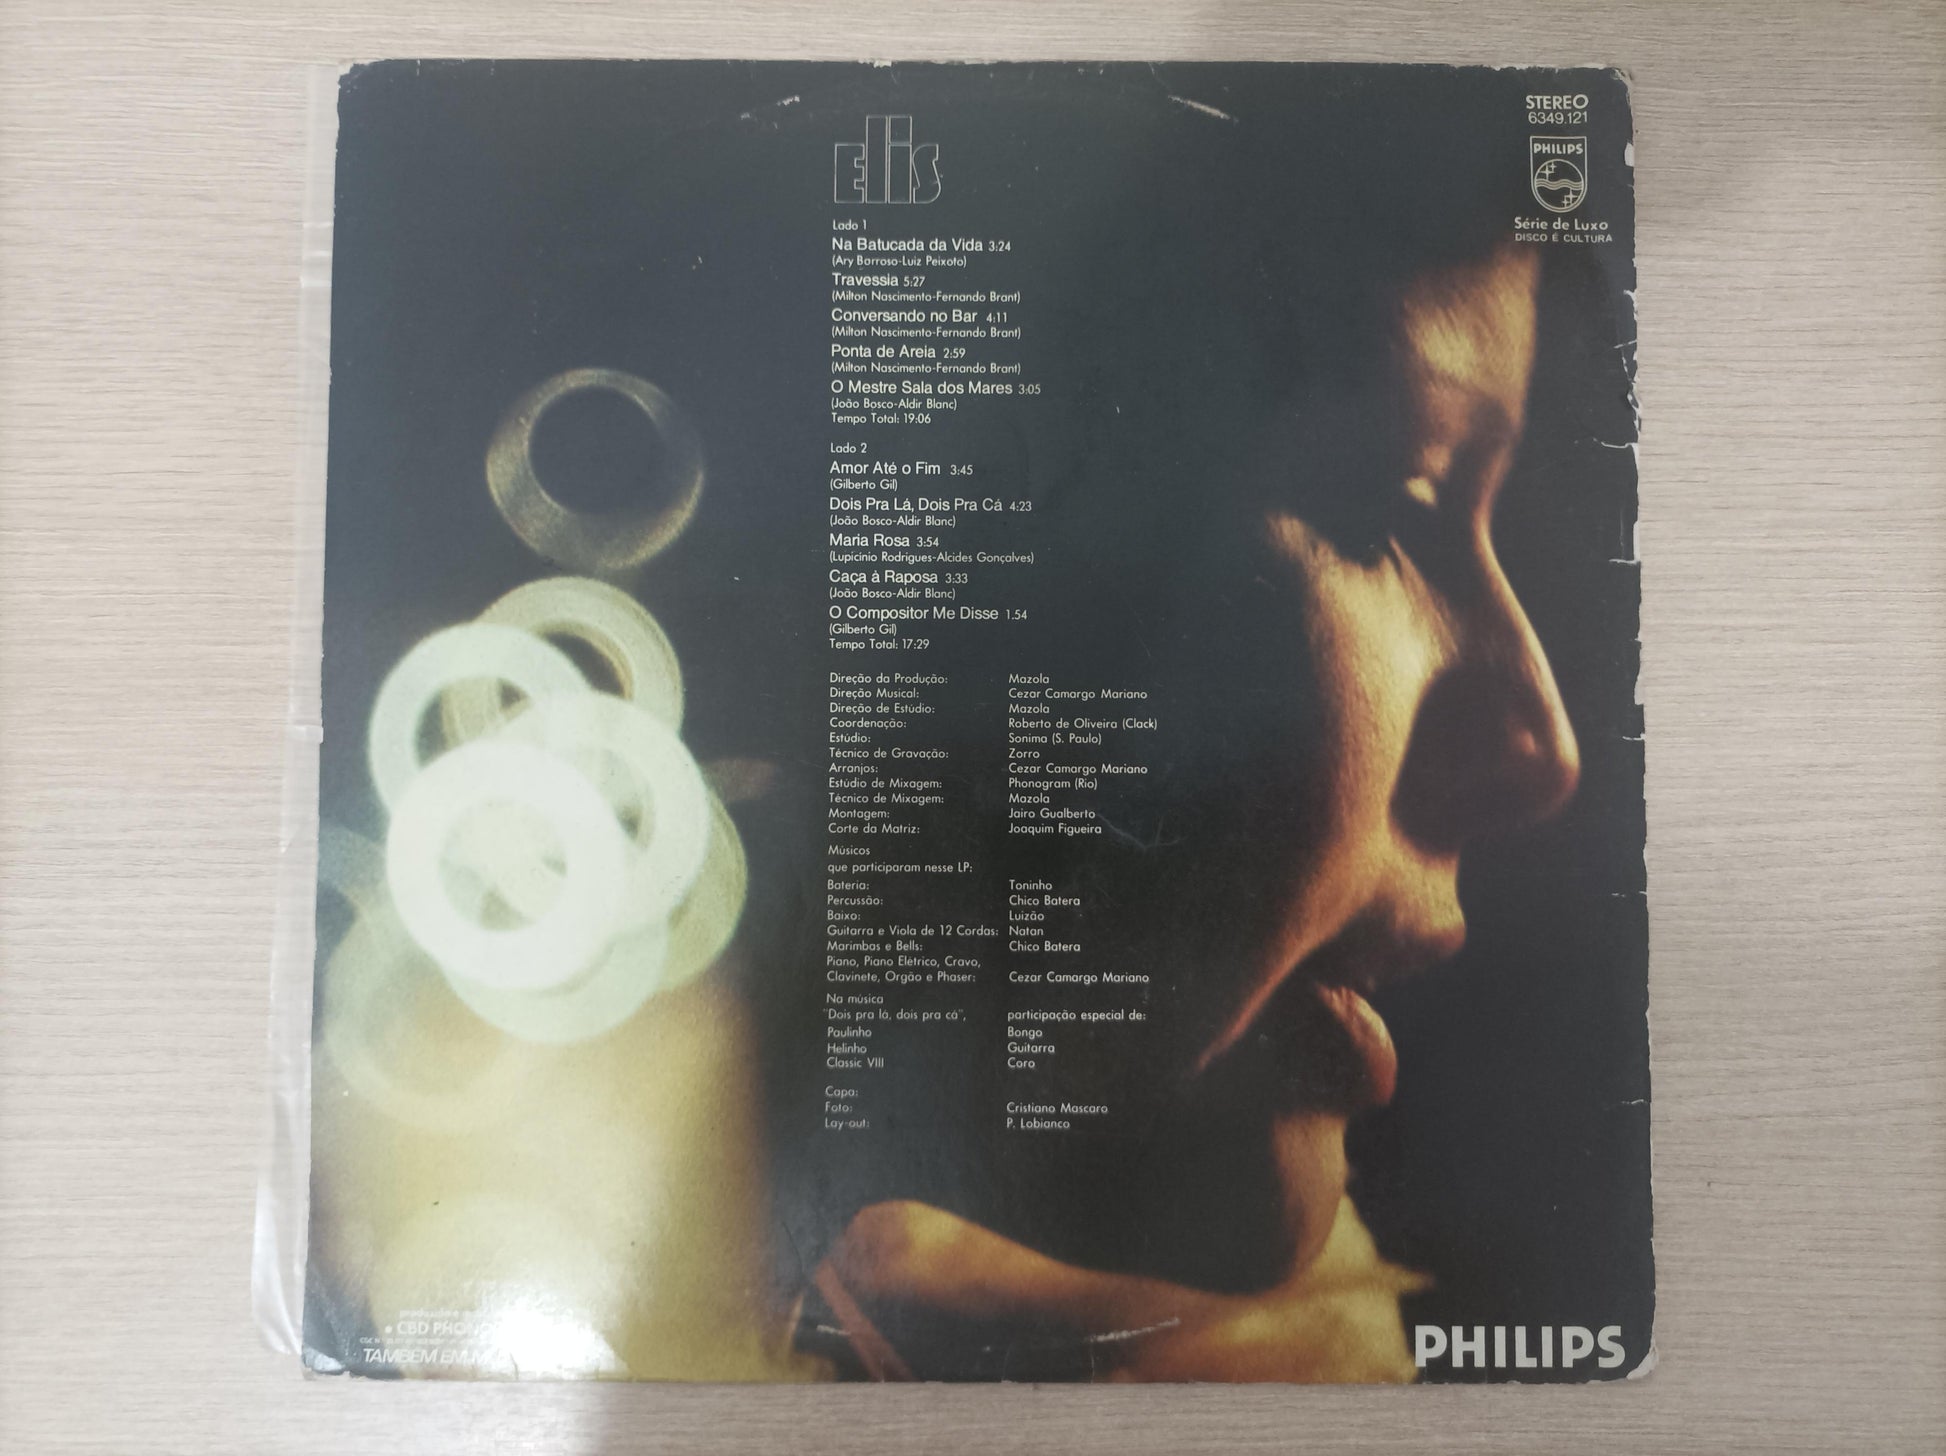 elis
STEREO
6349.121
PHILIPS
Série de Luxo
DISCO É CULTURA
Lado 1
Na Batucada da Vida 3:24
(Ary Barroso-Luiz Peixoto)
Travessia 5:27
(Milton Nascimento-Fernando Brant)
Conversando no Bar 4:11
(Milton Nascimento-Fernando Brant)
Ponta de Areia 2:59
(Milton Nascimento-Fernando Brant)
O Mestre Sala dos Mares 3:05
(João Bosco-Aldir Blanc)
Tempo Total: 19:06
Lado 2
Amor Até o Fim 3:45
(Gilberto Gil)
Dois Pra Lá, Dois Pra Cá 4:23
(João Bosco-Aldir Blanc)
Maria Rosa 3:54
(Lupicínio Rodrigues-Alcides Gonçalves)
Caça à Raposa 3:33
(João Bosco-Aldir Blanc)
O Compositor Me Disse 1.54
(Gilberto Gil)
Tempo Total: 17:29
Direção da Produção: Mazola
Direção Musical: Cezar Camargo Mariano
Direção de Estúdio: Mazola
Coordenação: Roberto de Oliveira (Clack)
Estúdio: Sonima (S. Paulo)
Técnico de Gravação: Zorro
Arranjos: Cezar Camargo Mariano
Estúdio de Mixagem: Phonogram (Rio)
Técnico de Mixagem: Mazola
Montagem: Jairo Gualberto
Corte da Matriz: Joaquim Figueira
Músicos
que participaram nesse LP:
Bateria: Toninho
Percussão: Chico Batera
Baixo: Luizão
Guitarra e Viola de 12 Cordas: Natan
Marimbas e Bells: Chico Batera
Piano, Piano Elétrico, Cravo,
Clavinete, Orgão e Phaser: Cezar Camargo Mariano
Na música
"Dois pra lá, dois pra cá", participação especial de:
Paulinho Bongo
Helinho Guitarra
Classic VIII Coro
Capa:
Foto: Cristiano Mascaro
Lay-out: P. Lobianco
CBD
TAMBEM EM
PHILIPS